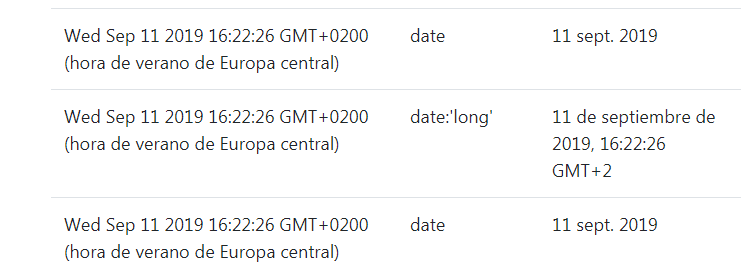 Wed Sep 11 2019 16:22:26 GMT+0200 date 11 sept. 2019
(hora de verano de Europa central)
Wed Sep 11 2019 16:22:26 GMT+0200 date:'long' 11 de septiembre de
(hora de verano de Europa central) 2019, 16:22:26
GMT+2
Wed Sep 11 2019 16:22:26 GMT+0200 date 11 sept. 2019
(hora de verano de Europa central)